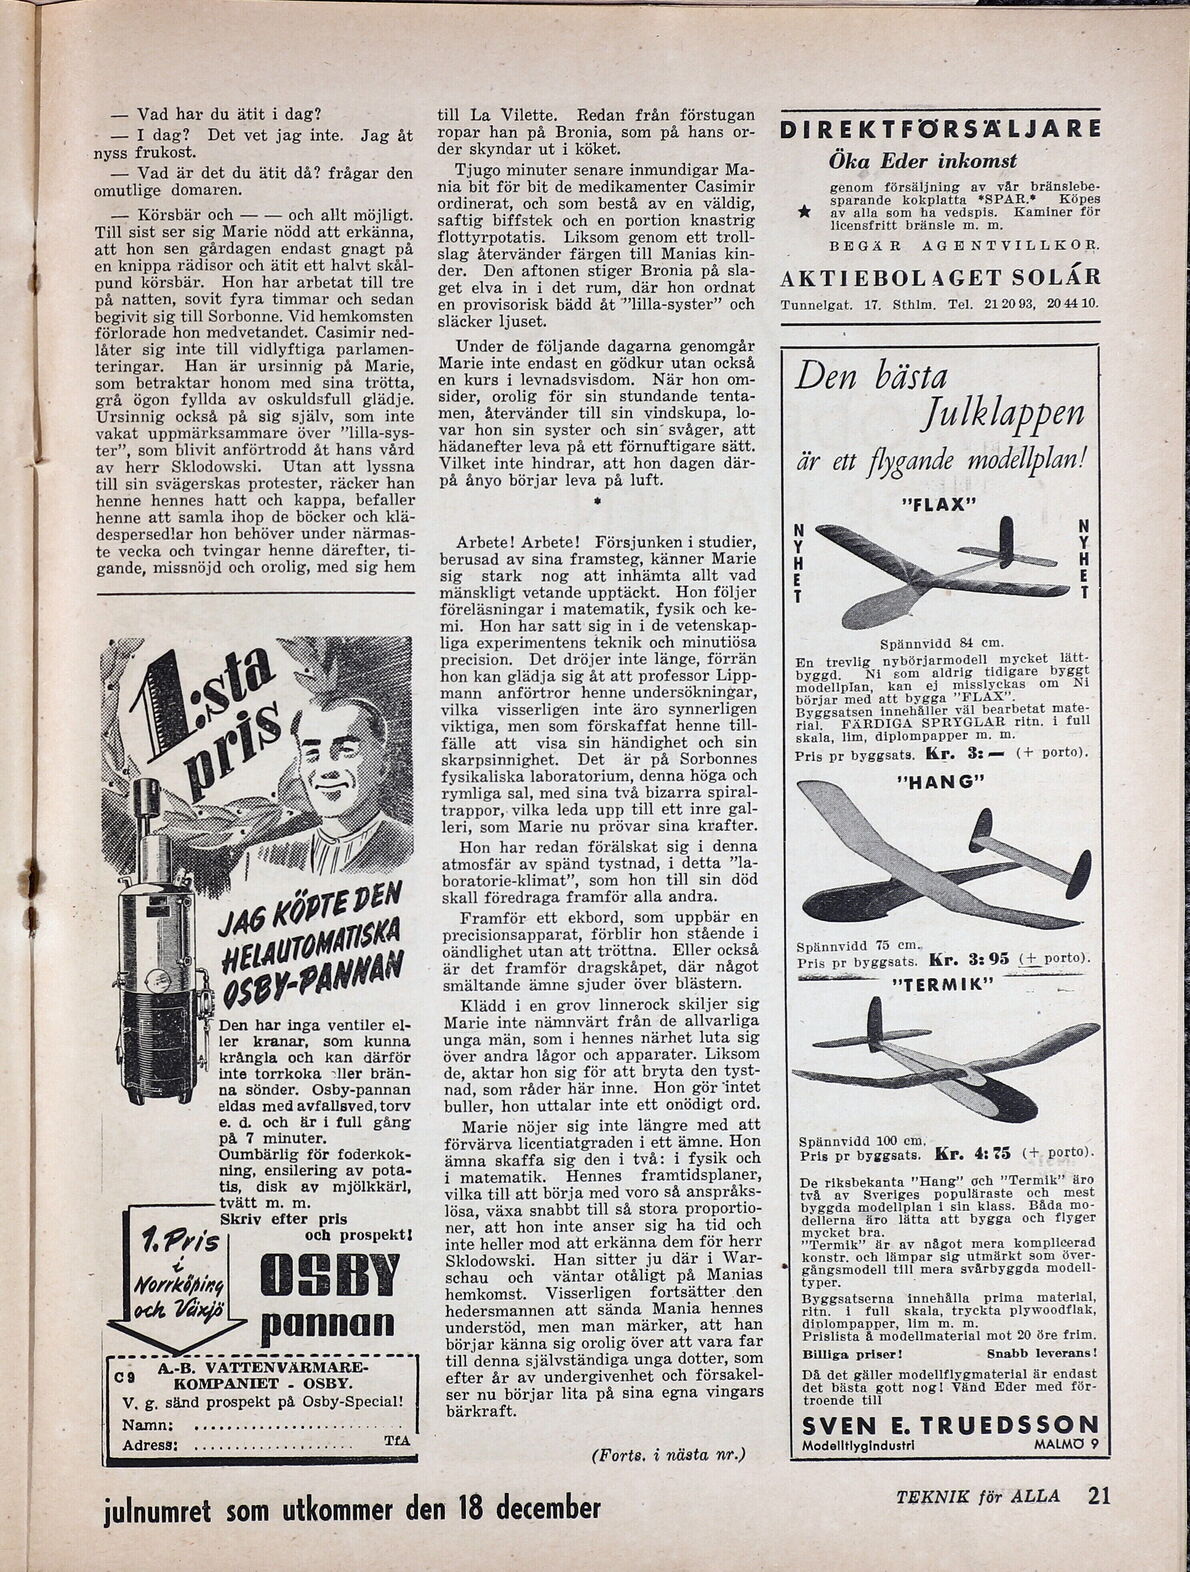 — Vad har du ätit i dag?
— I dag? Det vet jag inte. Jag åt
nyss frukost.
— Vad är det du ätit då? frågar den
omutlige domaren.
— Körsbär och — — och allt möjligt.
Till sist ser sig Marie nödd att erkänna,
att hon sen gårdagen endast gnagt på
en knippa rädisor och ätit ett halvt skål-
pund körsbär. Hon har arbetat till tre
på natten, sovit fyra timmar och sedan
begivit sig till Sorbonne. Vid hemkomsten
förlorade hon medvetandet. Casimir ned-
låter sig inte till vidlyftiga parlamen-
teringar. Han är ursinnig på Marie,
som betraktar honom med sina trötta,
grå ögon fyllda av oskuldsfull glädje.
Ursinnig också på sig själv, som inte
vakat uppmärksammare över ”lilla-sys-
ter”, som blivit anförtrodd åt hans vård
av herr Sklodowski. Utan att lyssna
till sin svägerskas protester, räcker han
henne hennes hatt och kappa, befaller
henne att samla ihop de böcker och klä-
despersedlar hon behöver under närmas-
te vecka och tvingar henne därefter, ti-
gande, missnöjd och orolig, med sig hem
1:sta
pris
JAG KÖPTE DEN
HELAUTOMATISKA
OSBY-PANNAN
Den har inga ventiler el-
ler kranar, som kunna
krångla och kan därför
inte torrkoka eller brän-
na sönder. Osby-pannan
eldas med avfallsved, torv
e. d. och är i full gång
på 7 minuter.
Oumbärlig för foderkok-
ning, ensilering av pota-
tis, disk av mjölkkärl,
tvätt m. m.
Skriv efter pris
och prospekt!
1. Pris
i
Norrköping
och Växjö
OSBY
pannan
C 9
A.-B. VATTENVÄRMARE-
KOMPANIET - OSBY.
V. g. sänd prospekt på Osby-Special!
Namn: ..........................
Adress: ..................... TfA
till La Vilette. Redan från förstugan
ropar han på Bronia, som på hans or-
der skyndar ut i köket.
Tjugo minuter senare inmundigar Ma-
nia bit för bit de medikamenter Casimir
ordinerat, och som bestå av en väldig,
saftig biffstek och en portion knastrig
flottyrpotatis. Liksom genom ett troll-
slag återvänder färgen till Manias kin-
der. Den aftonen stiger Bronia på sla-
get elva in i det rum, där hon ordnat
en provisorisk bädd åt ”lilla-syster” och
släcker ljuset.
Under de följande dagarna genomgår
Marie inte endast en gödkur utan också
en kurs i levnadsvisdom. När hon om-
sider, orolig för sin stundande tenta-
men, återvänder till sin vindskupa, lo-
var hon sin syster och sin svåger, att
hädanefter leva på ett förnuftigare sätt.
Vilket inte hindrar, att hon dagen där-
på ånyo börjar leva på luft.
*
Arbete! Arbete! Försjunken i studier,
berusad av sina framsteg, känner Marie
sig stark nog att inhämta allt vad
mänskligt vetande upptäckt. Hon följer
föreläsningar i matematik, fysik och ke-
mi. Hon har satt sig in i de vetenskap-
liga experimentens teknik och minutiösa
precision. Det dröjer inte länge, förrän
hon kan glädja sig åt att professor Lipp-
mann anförtror henne undersökningar,
vilka visserligen inte äro synnerligen
viktiga, men som förskaffat henne till-
fälle att visa sin händighet och sin
skarpsinnighet. Det är på Sorbonnes
fysikaliska laboratorium, denna höga och
rymliga sal, med sina två bizarra spiral-
trappor, vilka leda upp till ett inre gal-
leri, som Marie nu prövar sina krafter.
Hon har redan förälskat sig i denna
atmosfär av spänd tystnad, i detta ”la-
boratorie-klimat”, som hon till sin död
skall föredraga framför alla andra.
Framför ett ekbord, som uppbär en
precisionsapparat, förblir hon stående i
oändlighet utan att tröttna. Eller också
är det framför dragskåpet, där något
smältande ämne sjuder över blästern.
Klädd i en grov linnerock skiljer sig
Marie inte nämnvärt från de allvarliga
unga män, som i hennes närhet luta sig
över andra lågor och apparater. Liksom
de, aktar hon sig för att bryta den tyst-
nad, som råder här inne. Hon gör intet
buller, hon uttalar inte ett onödigt ord.
Marie nöjer sig inte längre med att
förvärva licentiatgraden i ett ämne. Hon
ämna skaffa sig den i två: i fysik och
i matematik. Hennes framtidsplaner,
vilka till att börja med voro så anspråks-
lösa, växa snabbt till så stora proportio-
ner, att hon inte anser sig ha tid och
inte heller mod att erkänna dem för herr
Sklodowski. Han sitter ju där i War-
schau och väntar otåligt på Manias
hemkomst. Visserligen fortsätter den
hedersmannen att sända Mania hennes
understöd, men man märker, att han
börjar känna sig orolig över att vara far
till denna självständiga unga dotter, som
efter år av undergivenhet och försakel-
ser nu börjar lita på sina egna vingars
bärkraft.
(Forts. i nästa nr.)
DIREKTFÖRSÄLJARE
Öka Eder inkomst
genom försäljning av vår bränslebe-
sparande kokplatta *SPAR.* Köpes
★ av alla som ha vedspis. Kaminer för
licensfritt bränsle m. m.
BEGÄR AGENTVILLKOR.
AKTIEBOLAGET SOLÅR
Tunnelgat. 17. Sthlm. Tel. 21 20 93, 20 44 10.
Den bästa
Julklappen
är ett flygande modellplan!
”FLAX”
NYHET
NYHET
Spännvidd 84 cm.
En trevlig nybörjarmodell mycket lätt-
byggd. Ni som aldrig tidigare byggt
modellplan, kan ej misslyckas om Ni
börjar med att bygga ”FLAX”.
Byggsatsen innehåller väl bearbetat mate-
rial. FÄRDIGA SPRYGLAR ritn. i full
skala, lim, diplompapper m. m.
Pris pr byggsats. Kr. 3:— (+ porto).
”HANG”
Spännvidd 75 cm.
Pris pr byggsats. Kr. 3:95 (+ porto).
”TERMIK”
Spännvidd 100 cm.
Pris pr byggsats. Kr. 4:75 (+ porto).
De riksbekanta ”Hang” och ”Termik” äro
två av Sveriges populäraste och mest
byggda modellplan i sin klass. Båda mo-
dellerna äro lätta att bygga och flyger
mycket bra.
”Termik” är av något mera komplicerad
konstr. och lämpar sig utmärkt som över-
gångsmodell till mera svårbyggda modell-
typer.
Byggsatserna innehålla prima material,
ritn. i full skala, tryckta plywoodflak,
diplompapper, lim m. m.
Prislista å modellmaterial mot 20 öre frim.
Billiga priser! Snabb leverans!
Då det gäller modellflygmaterial är endast
det bästa gott nog! Vänd Eder med för-
troende till
SVEN E. TRUEDSSON
Modellflygindustri MALMÖ 9
julnumret som utkommer den 18 december
TEKNIK för ALLA 21